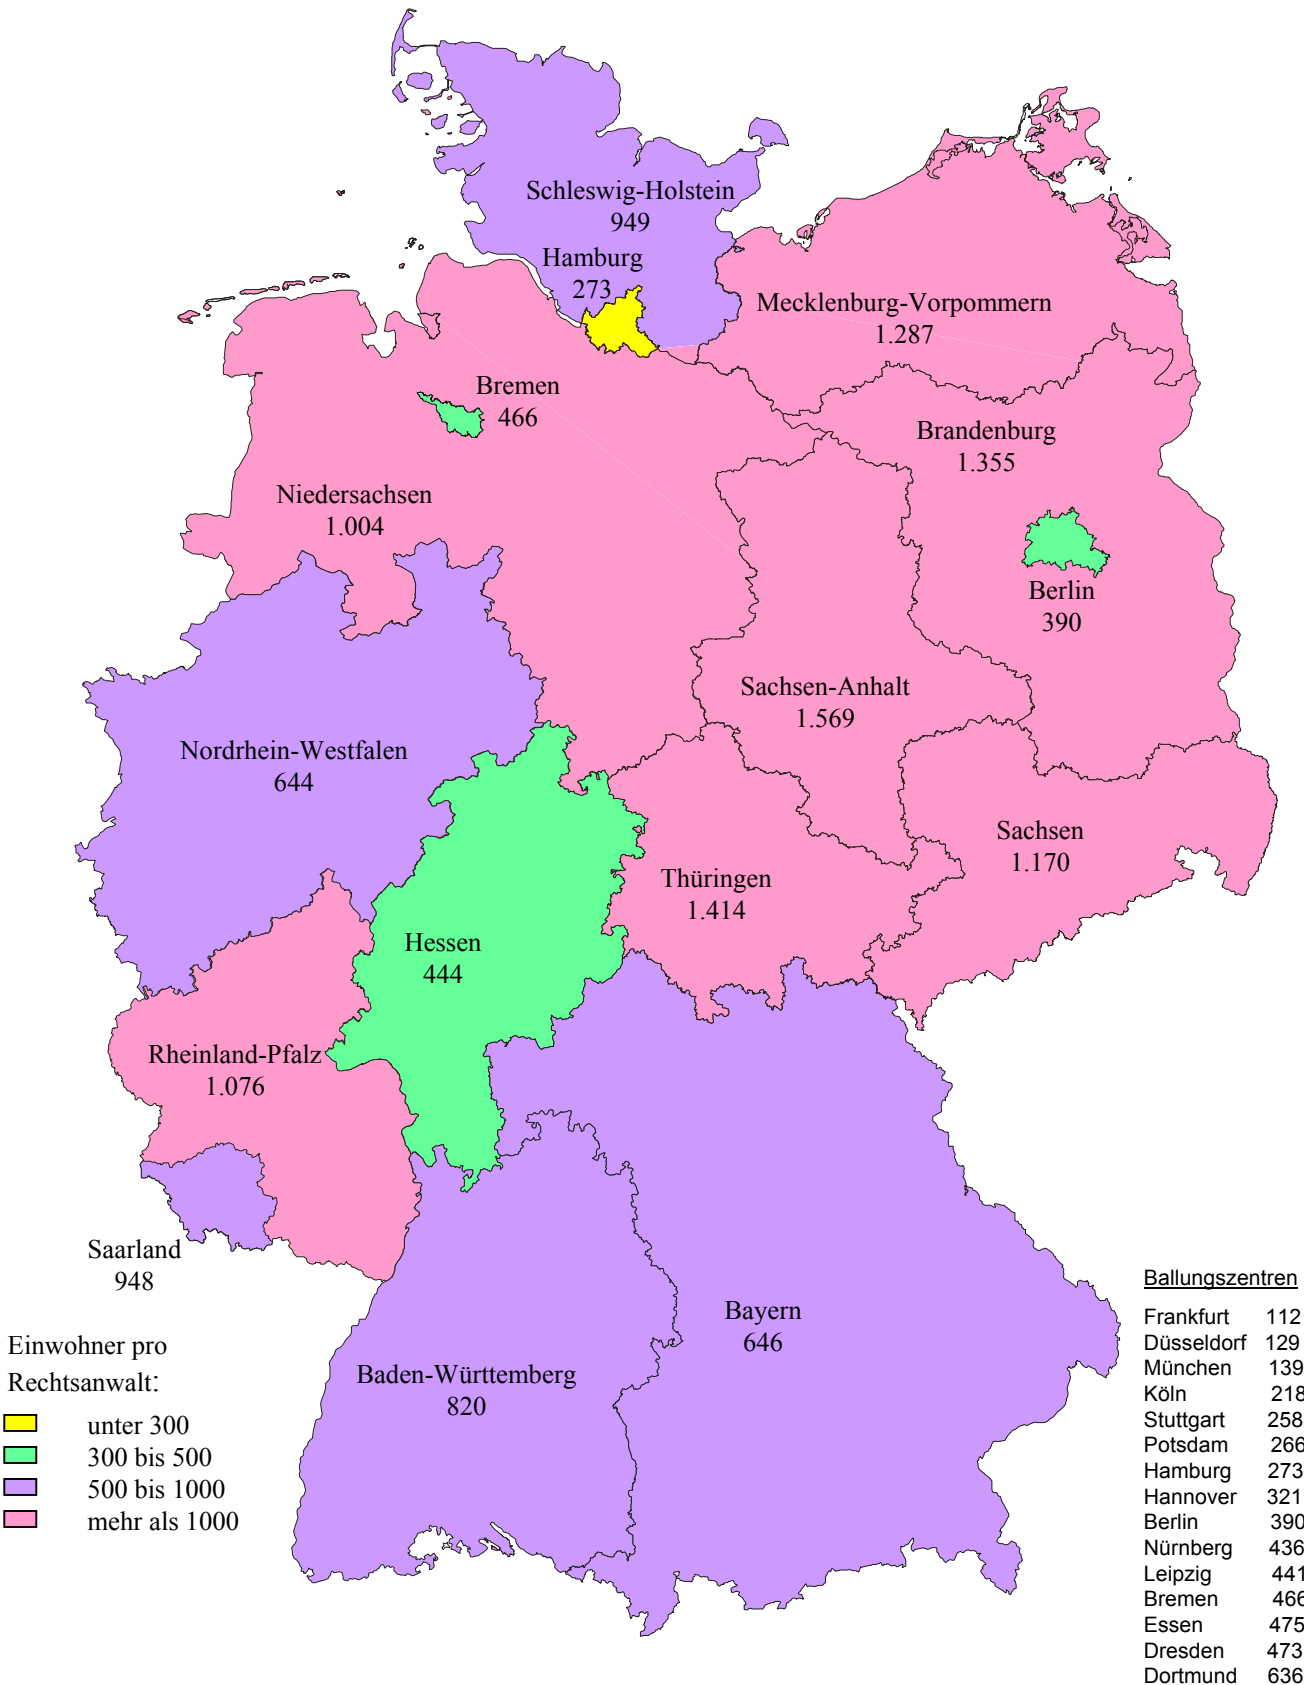 Schleswig-Holstein
949
Hamburg
273
Mecklenburg-Vorpommern
1.287
Bremen
466
Brandenburg
1.355
Niedersachsen
1.004
Berlin
390
Sachsen-Anhalt
1.569
Nordrhein-Westfalen
644
Sachsen
1.170
Thüringen
1.414
Hessen
444
Rheinland-Pfalz
1.076
Saarland
948
Bayern
646
Baden-Württemberg
820
Einwohner pro
Rechtsanwalt:
unter 300
300 bis 500
500 bis 1000
mehr als 1000
Ballungszentren
Frankfurt 112
Düsseldorf 129
München 139
Köln 218
Stuttgart 258
Potsdam 266
Hamburg 273
Hannover 321
Berlin 390
Nürnberg 436
Leipzig 441
Bremen 466
Essen 475
Dresden 473
Dortmund 636